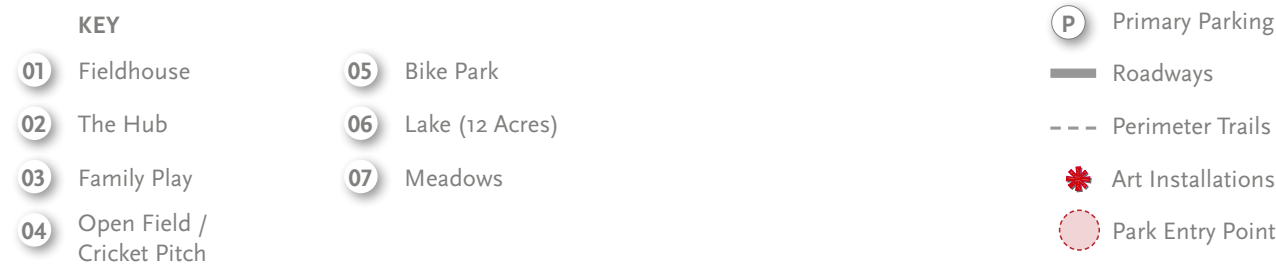 KEY
01 Fieldhouse
02 The Hub
03 Family Play
04 Open Field /
Cricket Pitch
05 Bike Park
06 Lake (12 Acres)
07 Meadows
P Primary Parking
Roadways
Perimeter Trails
Art Installations
Park Entry Point